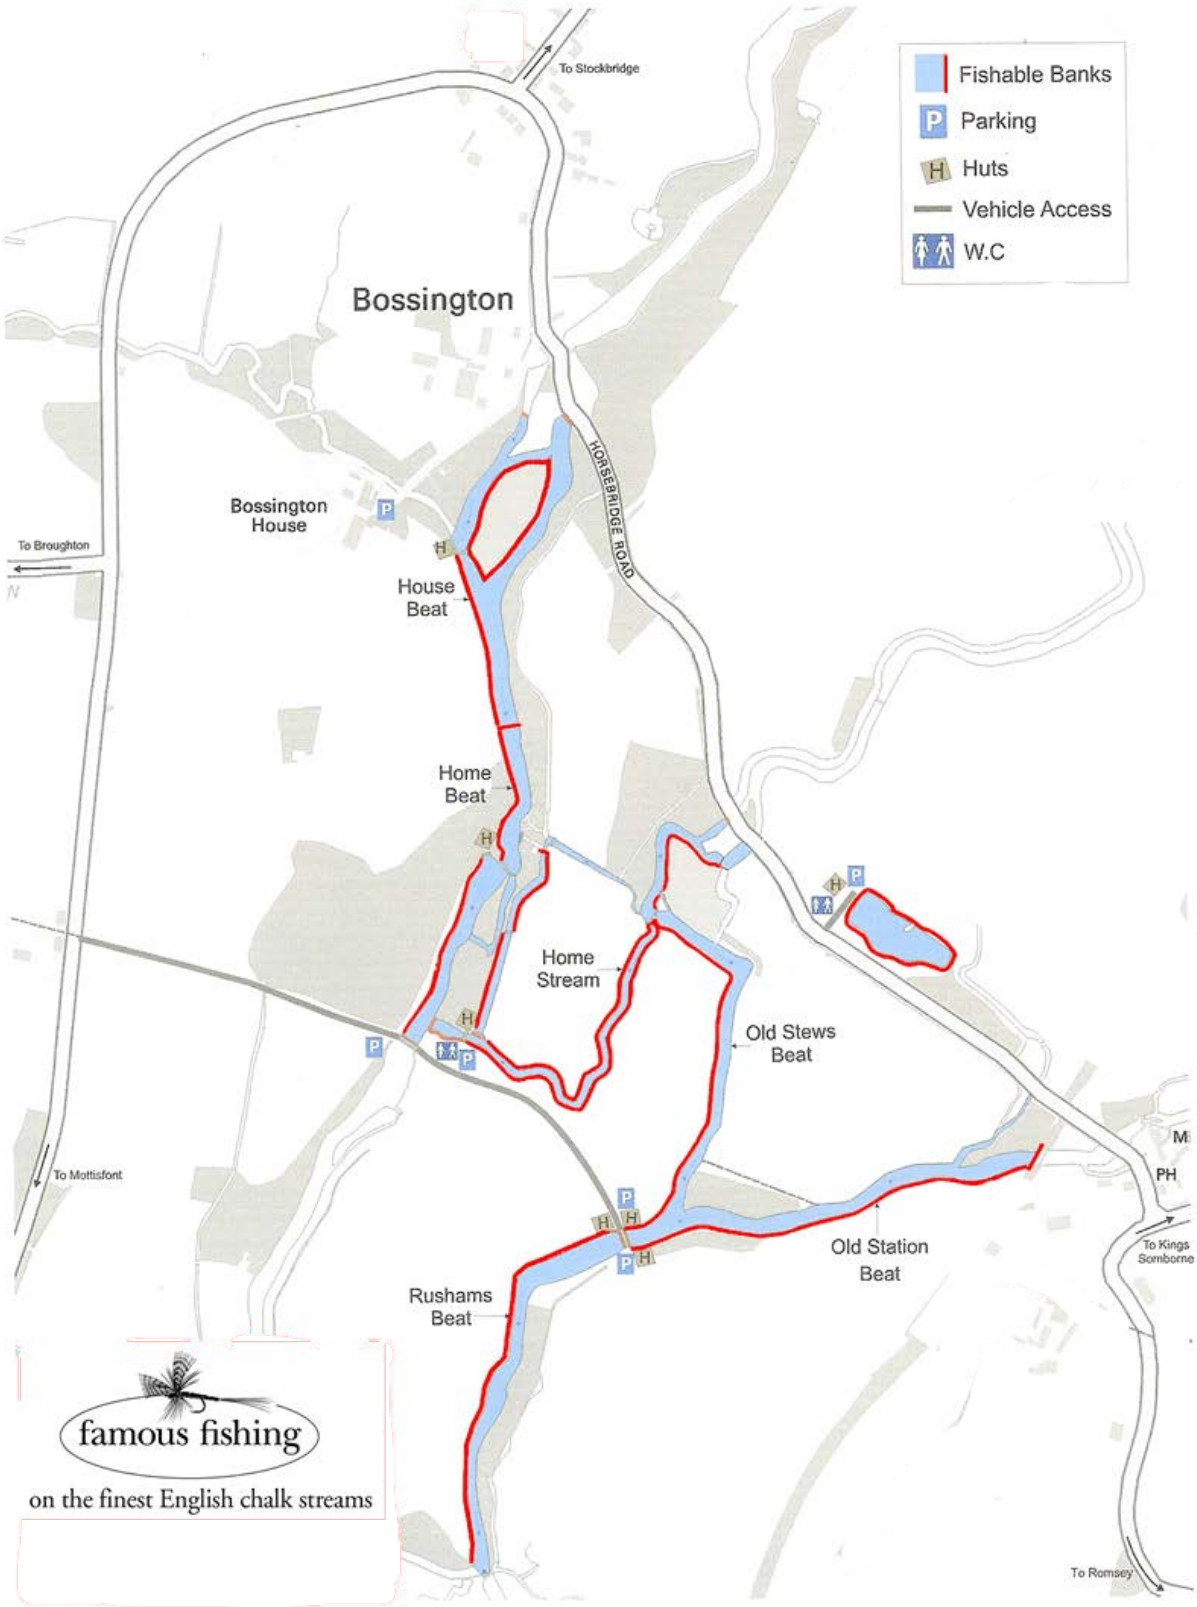 To Stockbridge
Fishable Banks
P Parking
H Huts
Vehicle Access
W.C
Bossington
HORSEBRIDGE ROAD
Bossington
House
P
H
To Broughton
N
House
Beat
Home
Beat
H
P
H
Home
Stream
H
P
P
Old Stews
Beat
M
PH
To Mottisfont
P
H
H
H
P
Old Station
Beat
To Kings
Somborne
Rushams
Beat
famous fishing
on the finest English chalk streams
To Romsey